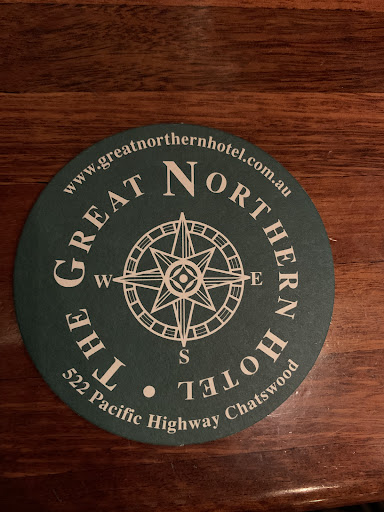 www.greatnorthernhotel.com.au
THE GREAT NORTHERN HOTEL •
W E
S
522 Pacific Highway Chatswood